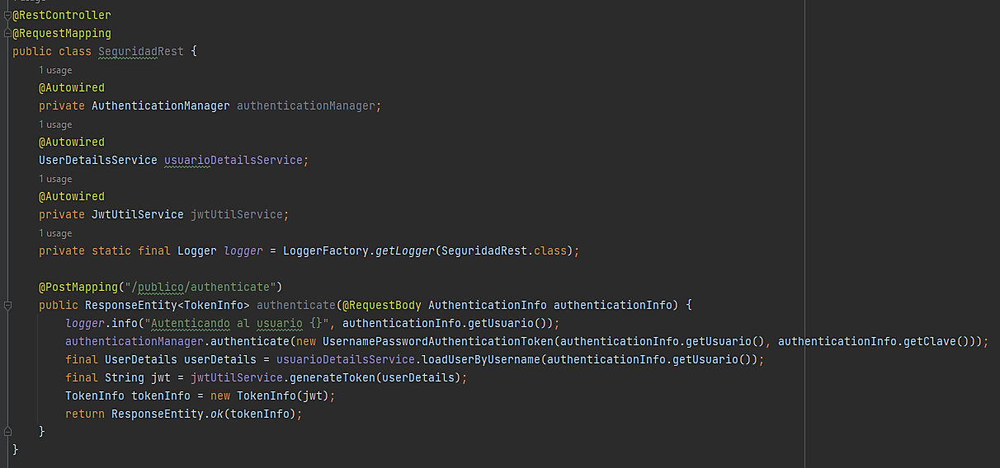 @RestController
@RequestMapping
public class SeguridadRest {
1 usage
@Autowired
private AuthenticationManager authenticationManager;
1 usage
@Autowired
UserDetailsService usuarioDetailsService;
1 usage
@Autowired
private JwtUtilService jwtUtilService;
1 usage
private static final Logger logger = LoggerFactory.getLogger(SeguridadRest.class);
@PostMapping("/publico/authenticate")
public ResponseEntity<TokenInfo> authenticate(@RequestBody AuthenticationInfo authenticationInfo) {
logger.info("Autenticando al usuario {}", authenticationInfo.getUsuario());
authenticationManager.authenticate(new UsernamePasswordAuthenticationToken(authenticationInfo.getUsuario(), authenticationInfo.getClave()));
final UserDetails userDetails = usuarioDetailsService.loadUserByUsername(authenticationInfo.getUsuario());
final String jwt = jwtUtilService.generateToken(userDetails);
TokenInfo tokenInfo = new TokenInfo(jwt);
return ResponseEntity.ok(tokenInfo);
}
}